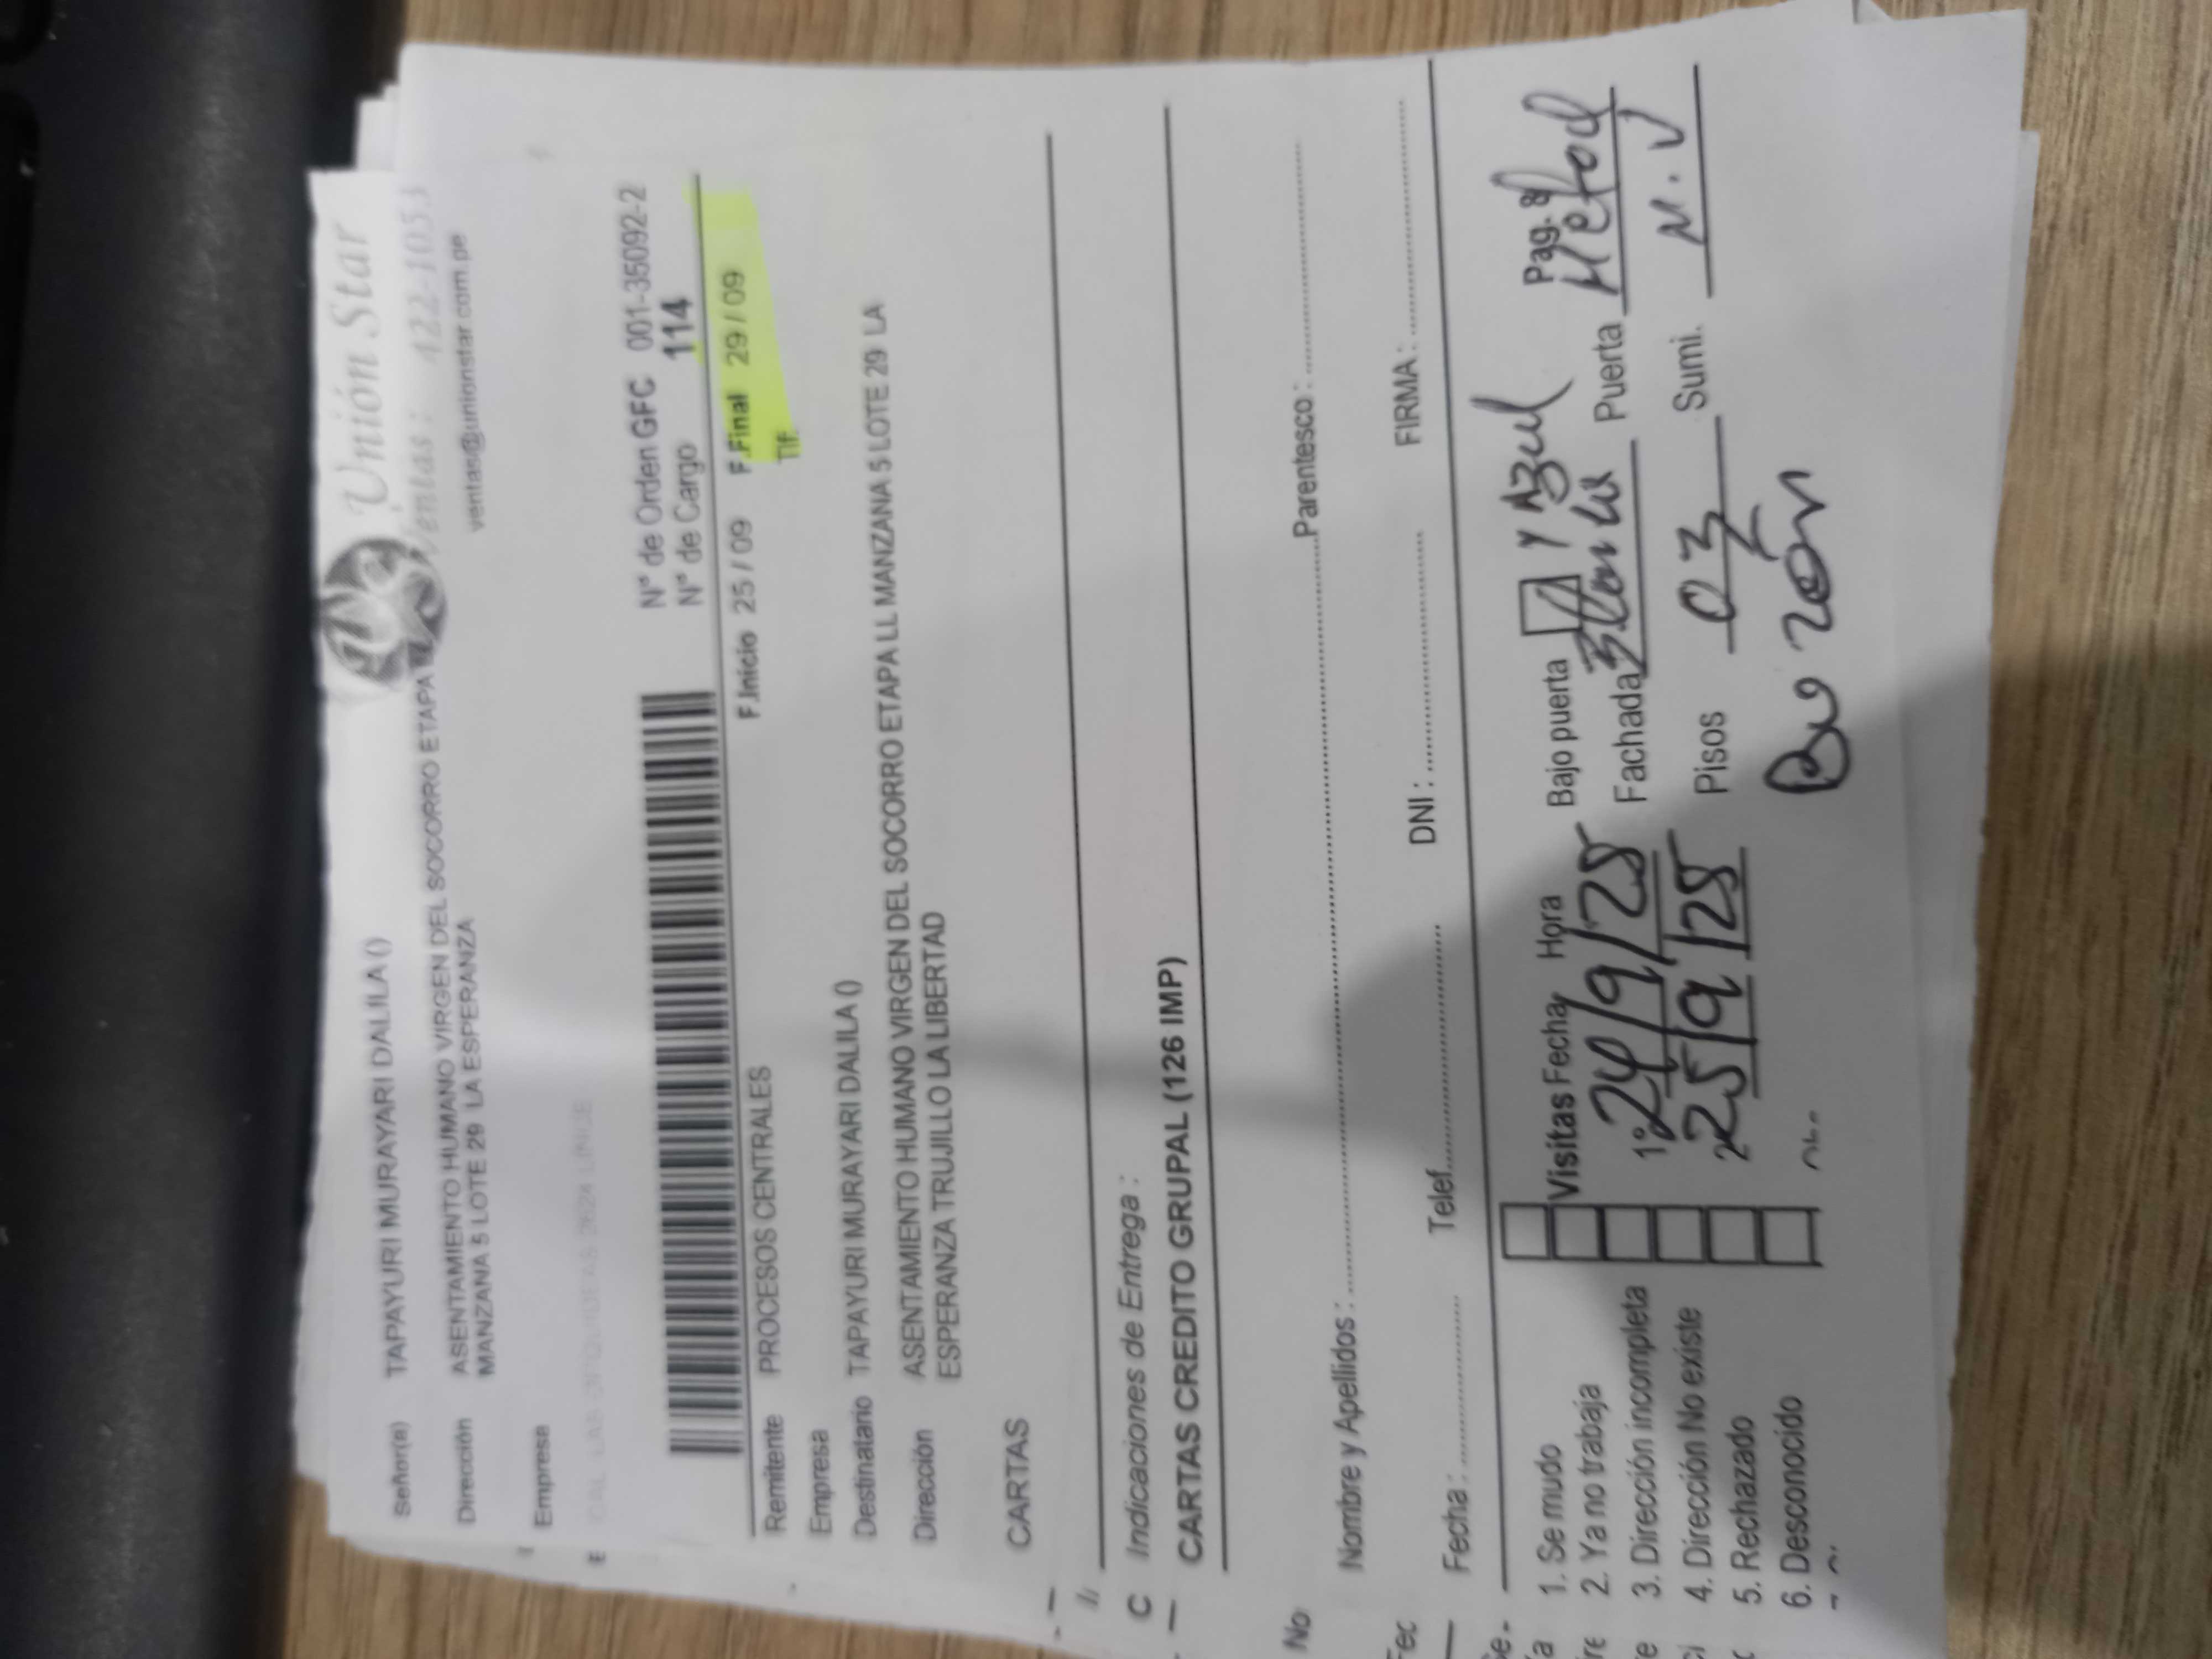 Unión Star
Ventas : 422-1053
ventas@unionstar.com.pe
Señor(a) TAPAYURI MURAYARI DALILA ()
Dirección ASENTAMIENTO HUMANO VIRGEN DEL SOCORRO ETAPA
MANZANA 5 LOTE 29 LA ESPERANZA
Empresa
N° de Orden GFC 001-35092-2
N° de Cargo 114
Remitente PROCESOS CENTRALES F.Inicio 25 / 09 F.Final 29 / 09
Empresa Tlf.
Destinatario TAPAYURI MURAYARI DALILA ()
Dirección ASENTAMIENTO HUMANO VIRGEN DEL SOCORRO ETAPA LL MANZANA 5 LOTE 29 LA
ESPERANZA TRUJILLO LA LIBERTAD
CARTAS
C Indicaciones de Entrega :
CARTAS CREDITO GRUPAL (126 IMP)
No Nombre y Apellidos : Parentesco :
Fec Fecha : Telef. DNI : FIRMA :
1. Se mudo Visitas Fecha Hora Bajo puerta y Azul Pag. 8
2. Ya no trabaja 1° 24/9/25 Fachada Puerta Metal
3. Dirección incompleta 2° 25/9/25 Pisos 03 Sumi. N.V
4. Dirección No existe
5. Rechazado
6. Desconocido